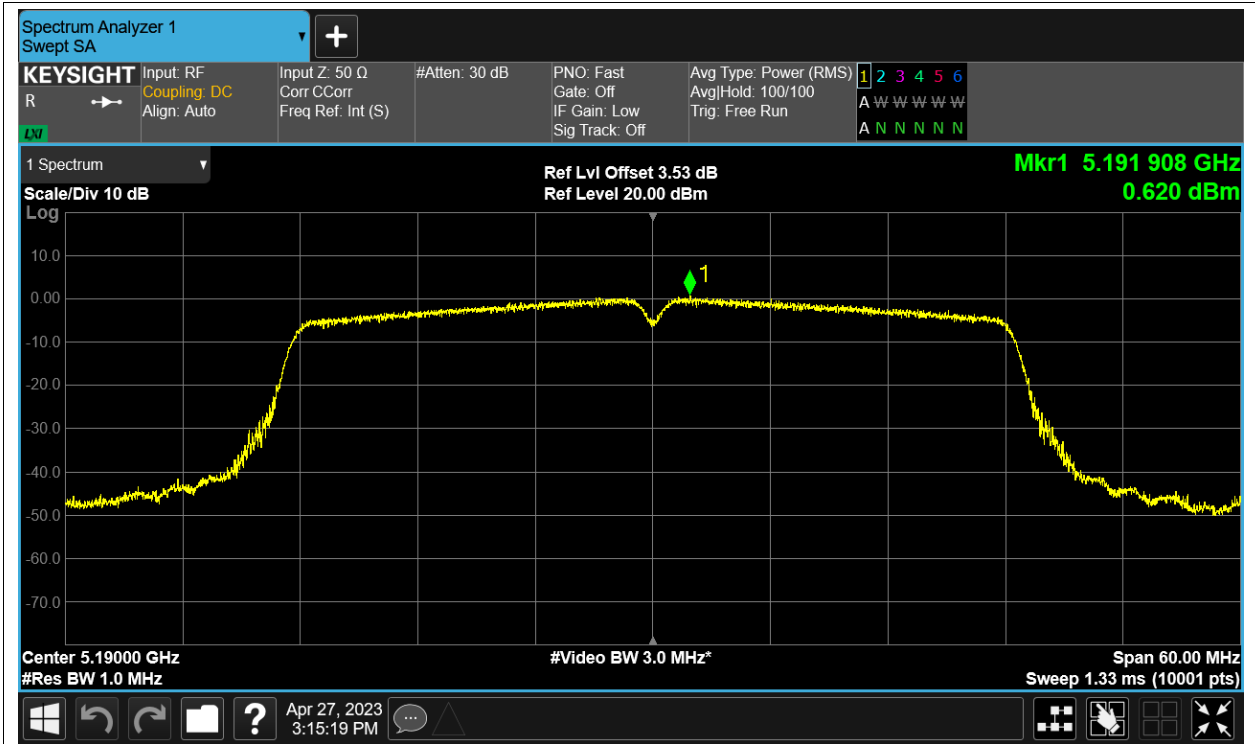 Spectrum Analyzer 1
Swept SA
KEYSIGHT
R
LXI
Input: RF
Coupling: DC
Align: Auto
Input Z: 50 Ω
Corr CCorr
Freq Ref: Int (S)
#Atten: 30 dB
PNO: Fast
Gate: Off
IF Gain: Low
Sig Track: Off
Avg Type: Power (RMS)
Avg|Hold: 100/100
Trig: Free Run
1 2 3 4 5 6
A W W W W W
A N N N N N
1 Spectrum
Scale/Div 10 dB
Log
Ref Lvl Offset 3.53 dB
Ref Level 20.00 dBm
Mkr1 5.191 908 GHz
0.620 dBm
10.0
0.00
-10.0
-20.0
-30.0
-40.0
-50.0
-60.0
-70.0
1
Center 5.19000 GHz
#Res BW 1.0 MHz
#Video BW 3.0 MHz*
Span 60.00 MHz
Sweep 1.33 ms (10001 pts)
?
Apr 27, 2023
3:15:19 PM